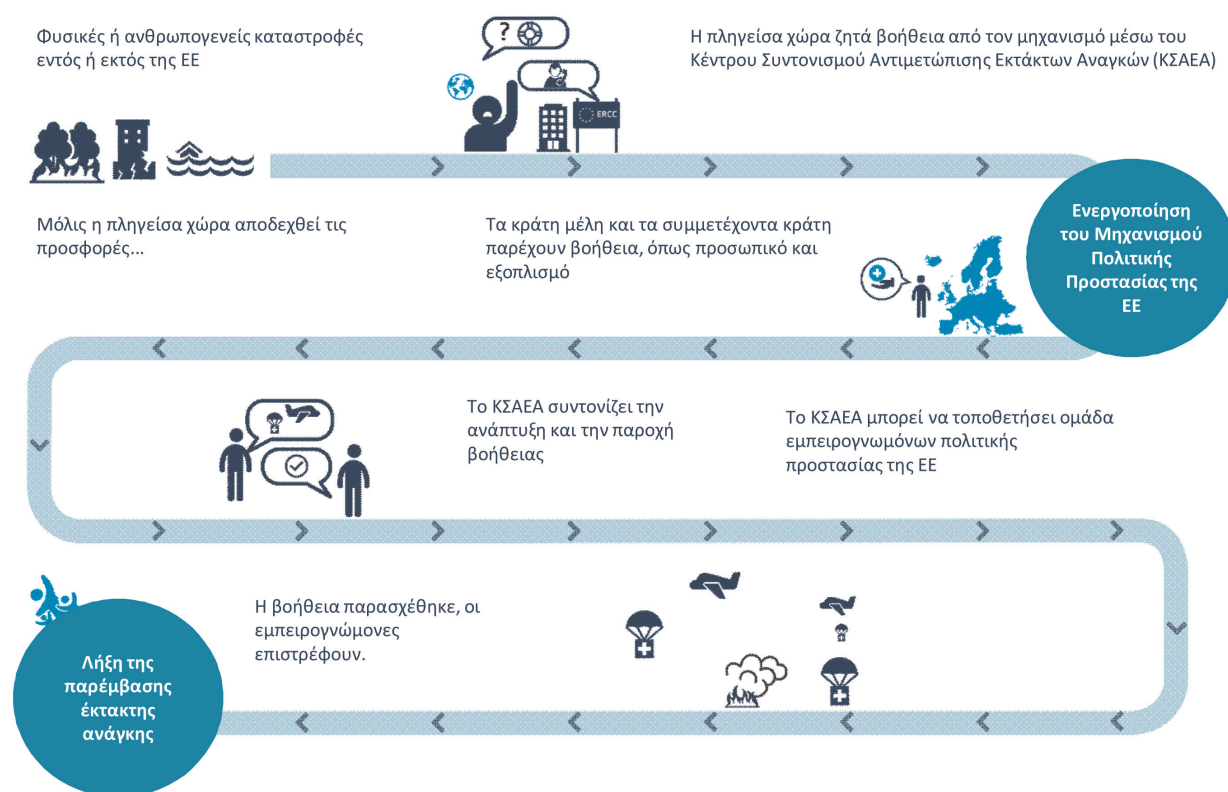 Φυσικές ή ανθρωπογενείς καταστροφές
εντός ή εκτός της ΕΕ
?
ERCC
Η πληγείσα χώρα ζητά βοήθεια από τον μηχανισμό μέσω του
Κέντρου Συντονισμού Αντιμετώπισης Εκτάκτων Αναγκών (ΚΣΑΕΑ)
Ενεργοποίηση
του Μηχανισμού
Πολιτικής
Προστασίας της
ΕΕ
Τα κράτη μέλη και τα συμμετέχοντα κράτη
παρέχουν βοήθεια, όπως προσωπικό και
εξοπλισμό
Μόλις η πληγείσα χώρα αποδεχθεί τις
προσφορές...
Το ΚΣΑΕΑ συντονίζει την
ανάπτυξη και την παροχή
βοήθειας
Το ΚΣΑΕΑ μπορεί να τοποθετήσει ομάδα
εμπειρογνωμόνων πολιτικής
προστασίας της ΕΕ
Η βοήθεια παρασχέθηκε, οι
εμπειρογνώμονες
επιστρέφουν.
Λήξη της
παρέμβασης
έκτακτης
ανάγκης